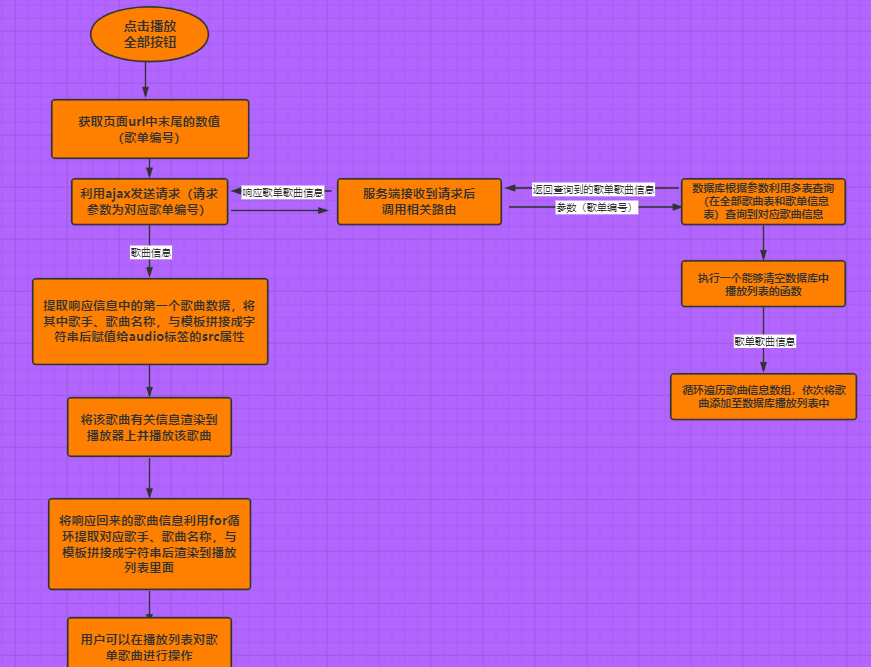 点击播放
全部按钮
获取页面url中末尾的数值
（歌单编号）
利用ajax发送请求（请求
参数为对应歌单编号）
响应歌单歌曲信息
服务端接收到请求后
调用相关路由
返回查询到的歌单歌曲信息
参数（歌单编号）
数据库根据参数利用多表查询
（在全部歌曲表和歌单信息
表）查询到对应歌曲信息
歌曲信息
执行一个能够清空数据库中
播放列表的函数
提取响应信息中的第一个歌曲数据，将
其中歌手、歌曲名称，与模板拼接成字
符串后赋值给audio标签的src属性
歌单歌曲信息
循环遍历歌曲信息数组，依次将歌
曲添加至数据库播放列表中
将该歌曲有关信息渲染到
播放器上并播放该歌曲
将响应回来的歌曲信息利用for循
环提取对应歌手、歌曲名称，与
模板拼接成字符串后渲染到播放
列表里面
用户可以在播放列表对歌
单歌曲进行操作